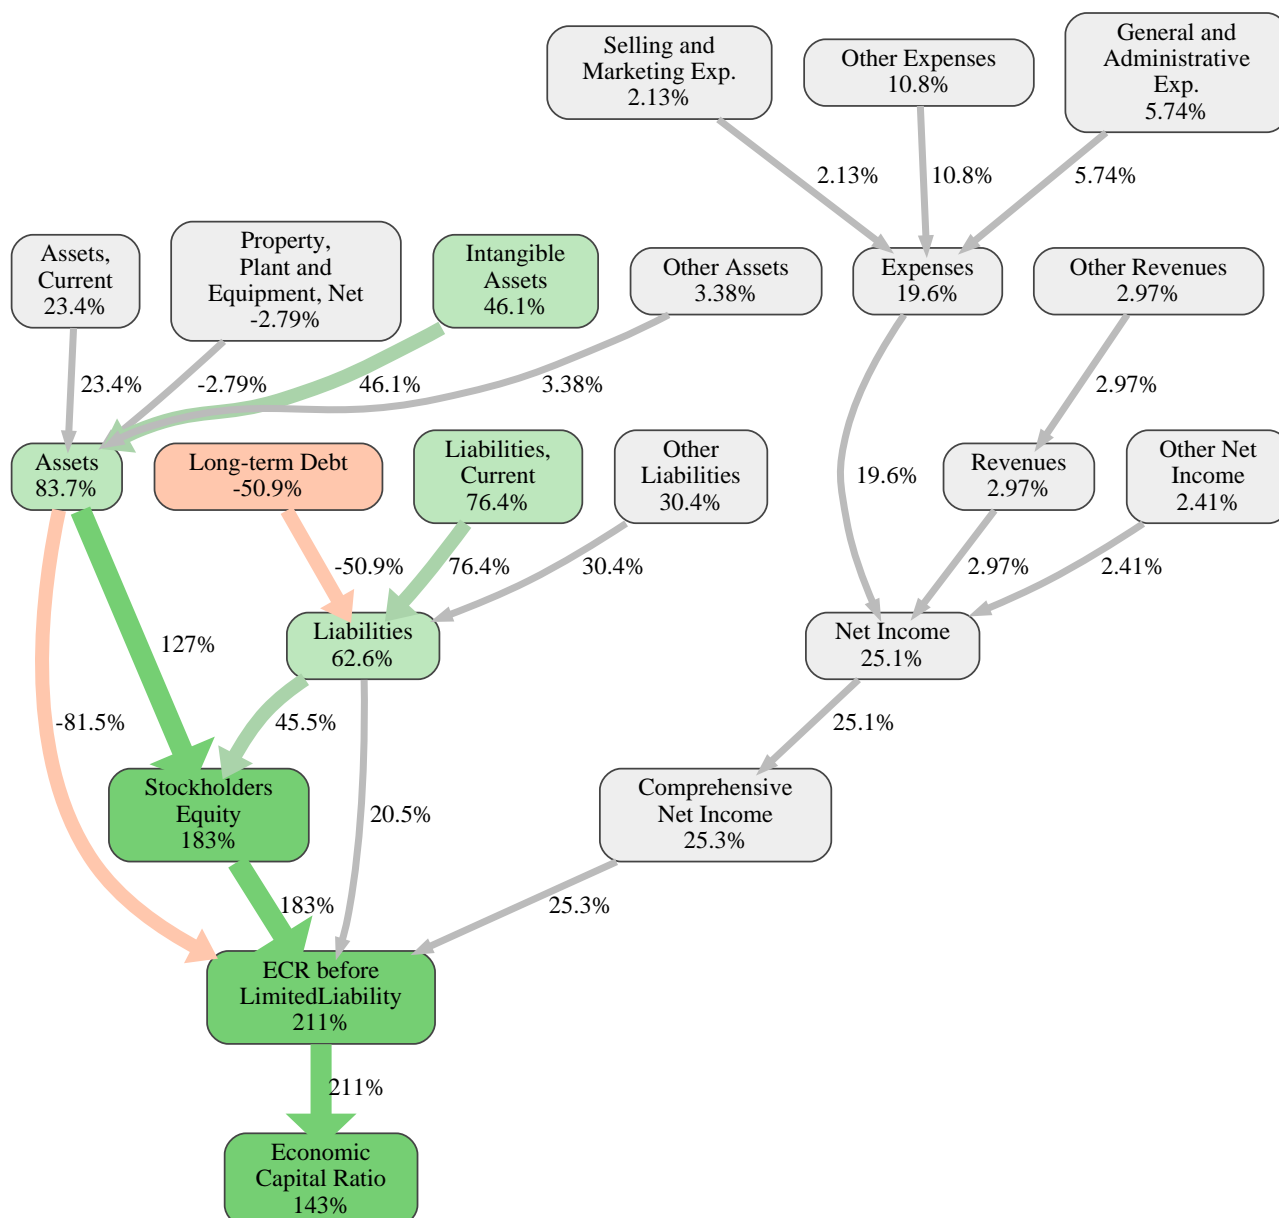 Selling and
Marketing Exp.
2.13%
Other Expenses
10.8%
General and
Administrative
Exp.
5.74%
2.13%
10.8%
5.74%
Assets,
Current
23.4%
Property,
Plant and
Equipment, Net
-2.79%
Intangible
Assets
46.1%
Other Assets
3.38%
Expenses
19.6%
Other Revenues
2.97%
23.4%
-2.79%
46.1%
3.38%
2.97%
Assets
83.7%
Long-term Debt
-50.9%
Liabilities,
Current
76.4%
Other
Liabilities
30.4%
19.6%
Revenues
2.97%
Other Net
Income
2.41%
-50.9%
76.4%
30.4%
2.97%
2.41%
127%
Liabilities
62.6%
Net Income
25.1%
-81.5%
45.5%
25.1%
Stockholders
Equity
183%
20.5%
Comprehensive
Net Income
25.3%
183%
25.3%
ECR before
LimitedLiability
211%
211%
Economic
Capital Ratio
143%